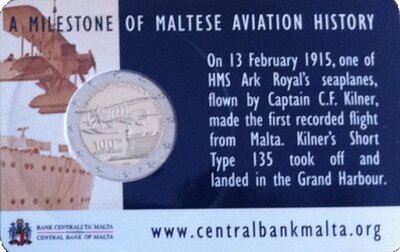 A MILESTONE OF MALTESE AVIATION HISTORY
On 13 February 1915, one of
HMS Ark Royal's seaplanes,
flown by Captain C.F. Kilner,
made the first recorded flight
from Malta. Kilner's Short
Type 135 took off and
landed in the Grand Harbour.
100
BANK ĊENTRALI TA' MALTA
CENTRAL BANK OF MALTA
www.centralbankmalta.org